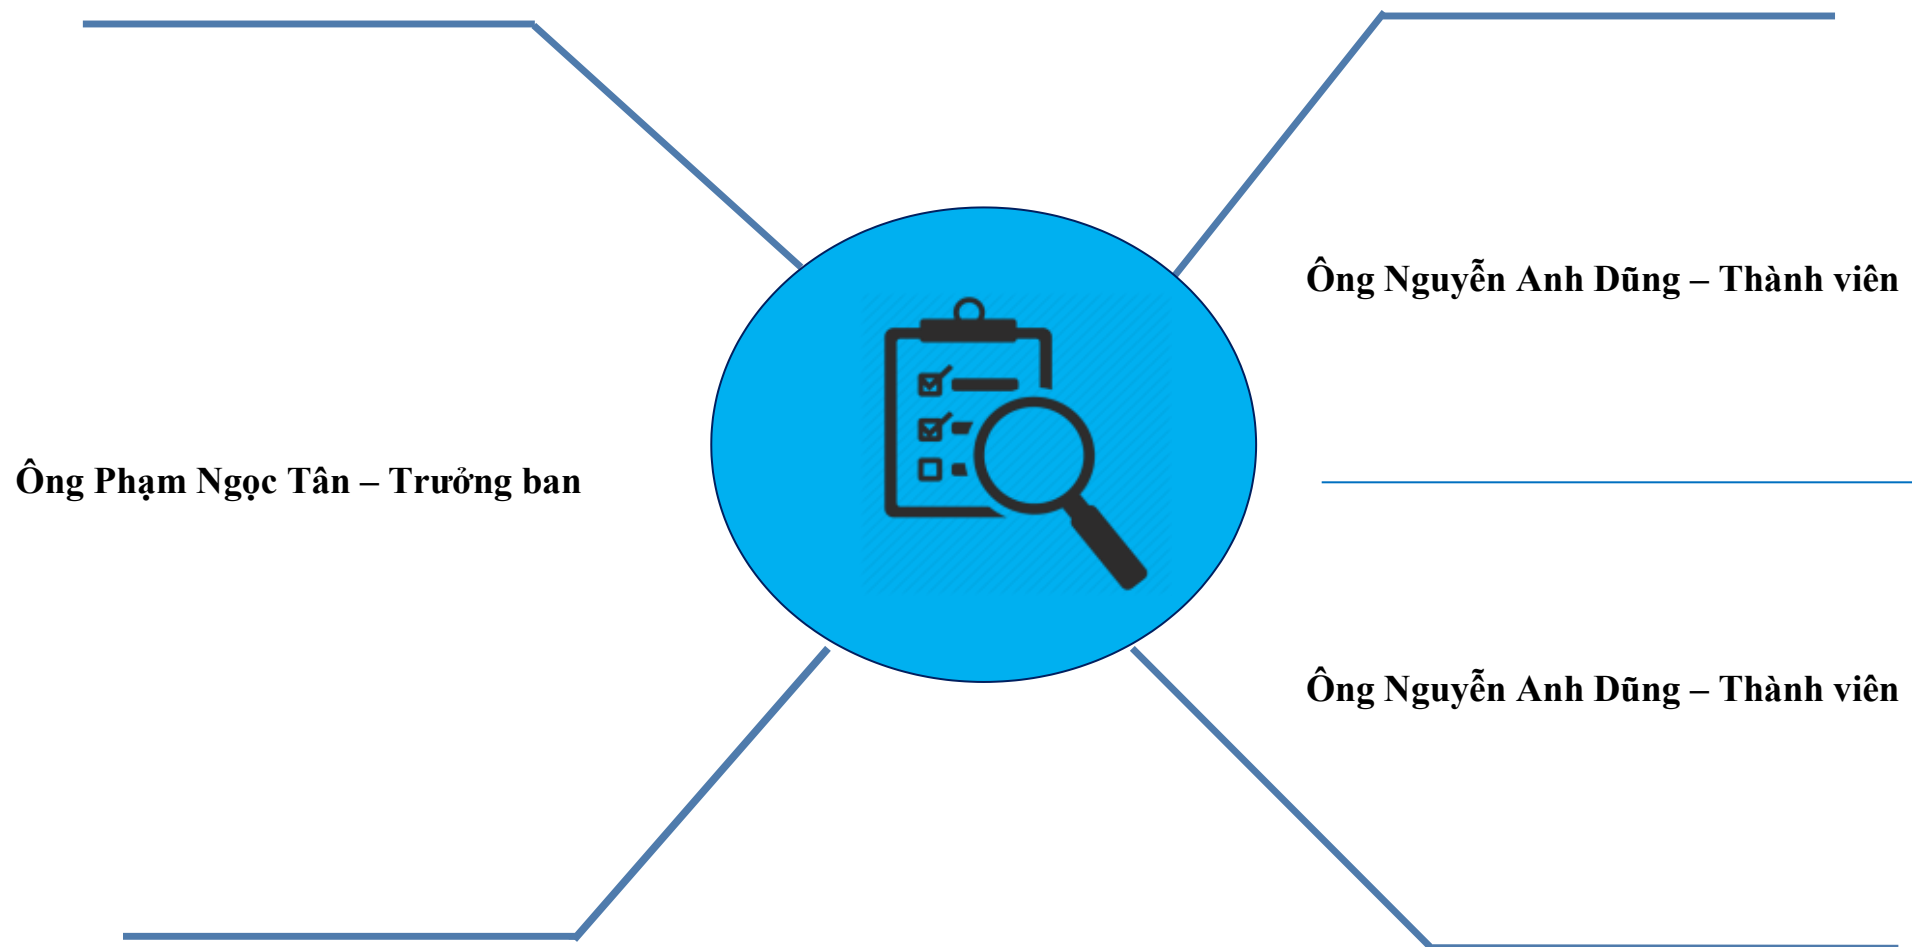 Ông Phạm Ngọc Tân – Trưởng ban
Ông Nguyễn Anh Dũng – Thành viên
Ông Nguyễn Anh Dũng – Thành viên